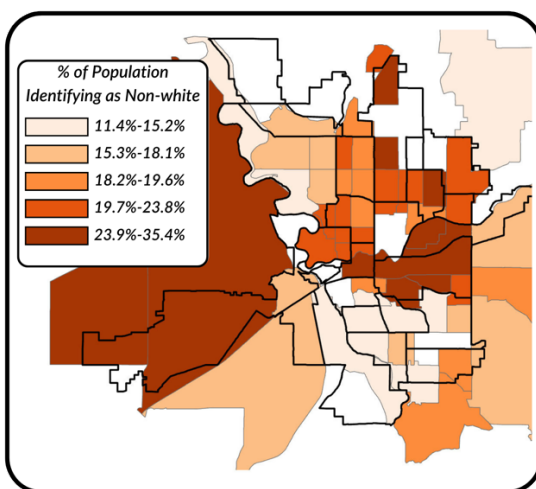 % of Population
Identifying as Non-white
11.4%-15.2%
15.3%-18.1%
18.2%-19.6%
19.7%-23.8%
23.9%-35.4%